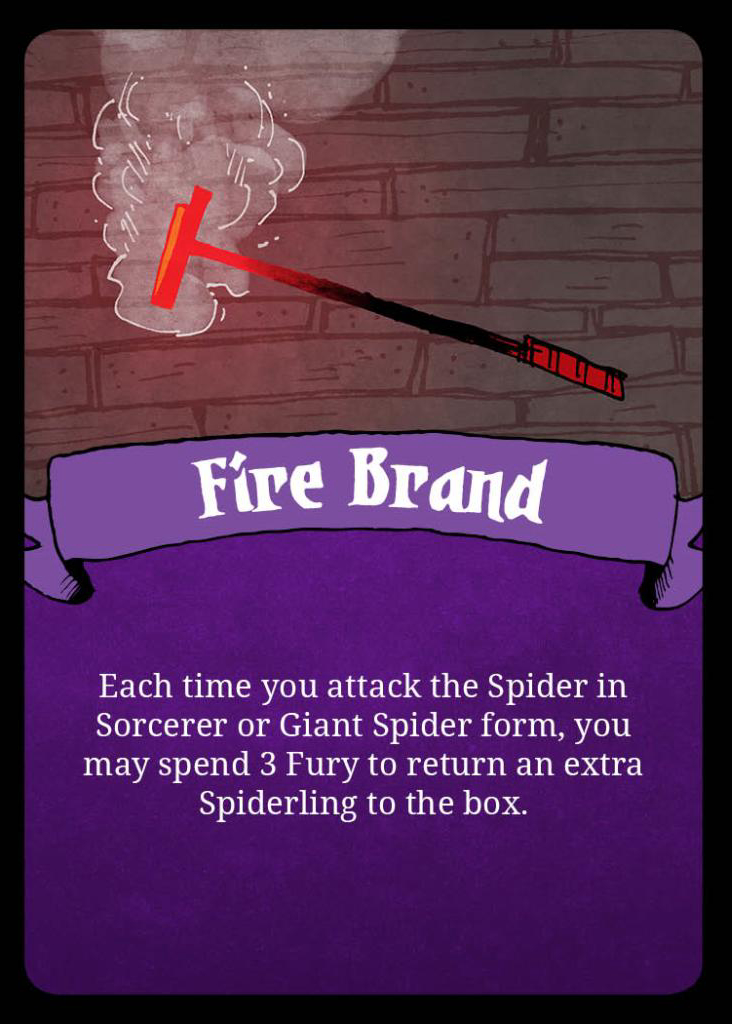 Fire Brand
Each time you attack the Spider in
Sorcerer or Giant Spider form, you
may spend 3 Fury to return an extra
Spiderling to the box.